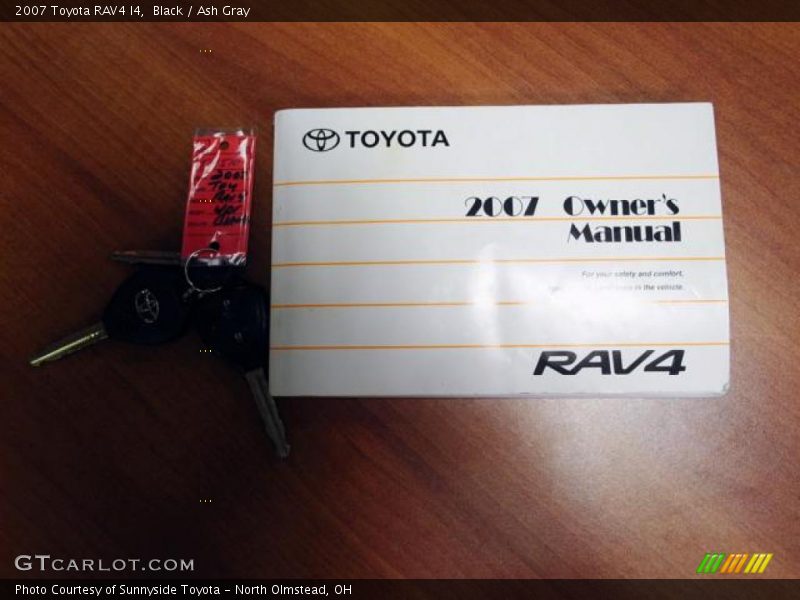 2007 Toyota RAV4 I4, Black / Ash Gray
TOYOTA
2007 Owner's
Manual
For your safety and comfort,
in the vehicle.
RAV4
2007
GTCARLOT.COM
Photo Courtesy of Sunnyside Toyota - North Olmstead, OH